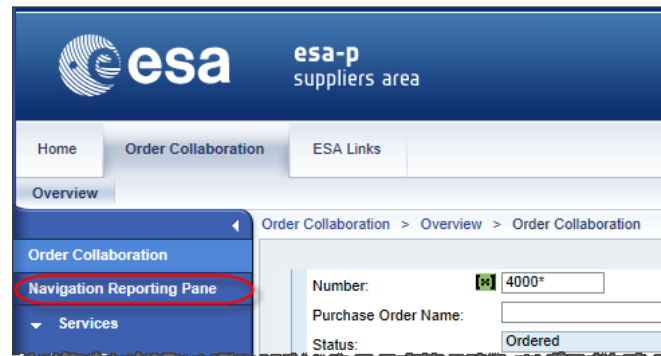 esa
esa-p
suppliers area
Home Order Collaboration ESA Links
Overview
Order Collaboration > Overview > Order Collaboration
Order Collaboration
Navigation Reporting Pane
Number: [*] 4000*
Purchase Order Name:
Services
Status: Ordered